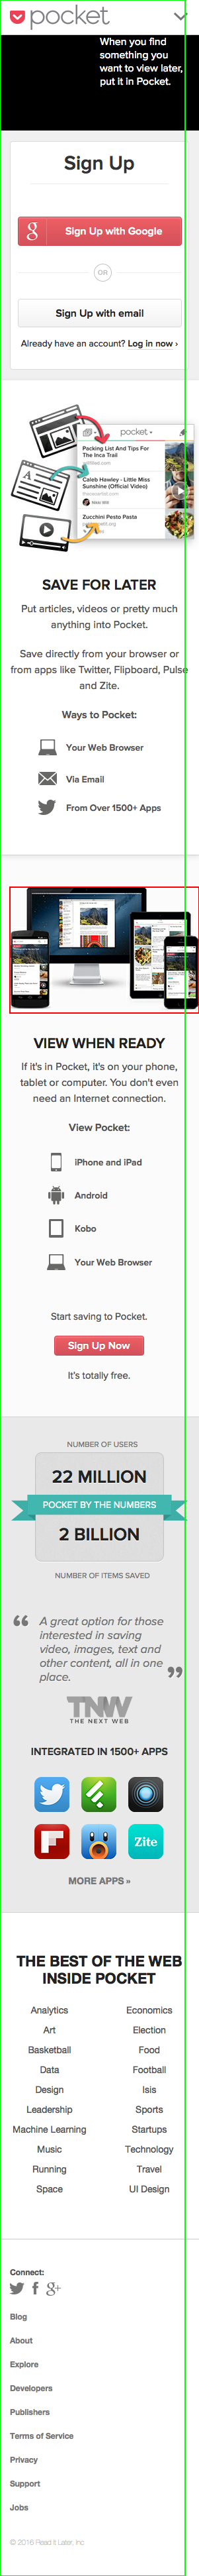 pocket
When you find
something you
want to view later,
put it in Pocket.
Sign Up
Sign Up with Google
OR
Sign Up with email
Already have an account? Log in now ›
pocket
Packing List And Tips For
The Inca Trail
Caleb Hawley - Little Miss
Sunshine (Official Video)
Zucchini Pesto Pasta
SAVE FOR LATER
Put articles, videos or pretty much
anything into Pocket.
Save directly from your browser or
from apps like Twitter, Flipboard, Pulse
and Zite.
Ways to Pocket:
Your Web Browser
Via Email
From Over 1500+ Apps
VIEW WHEN READY
If it's in Pocket, it's on your phone,
tablet or computer. You don't even
need an Internet connection.
View Pocket:
iPhone and iPad
Android
Kobo
Your Web Browser
Start saving to Pocket.
Sign Up Now
It's totally free.
NUMBER OF USERS
22 MILLION
POCKET BY THE NUMBERS
2 BILLION
NUMBER OF ITEMS SAVED
“ A great option for those
interested in saving
video, images, text and
other content, all in one
place. ”
TNW
THE NEXT WEB
INTEGRATED IN 1500+ APPS
Zite
MORE APPS »
THE BEST OF THE WEB
INSIDE POCKET
Analytics Economics
Art Election
Basketball Food
Data Football
Design Isis
Leadership Sports
Machine Learning Startups
Music Technology
Running Travel
Space UI Design
Connect:
Blog
About
Explore
Developers
Publishers
Terms of Service
Privacy
Support
Jobs
© 2016 Read It Later, Inc